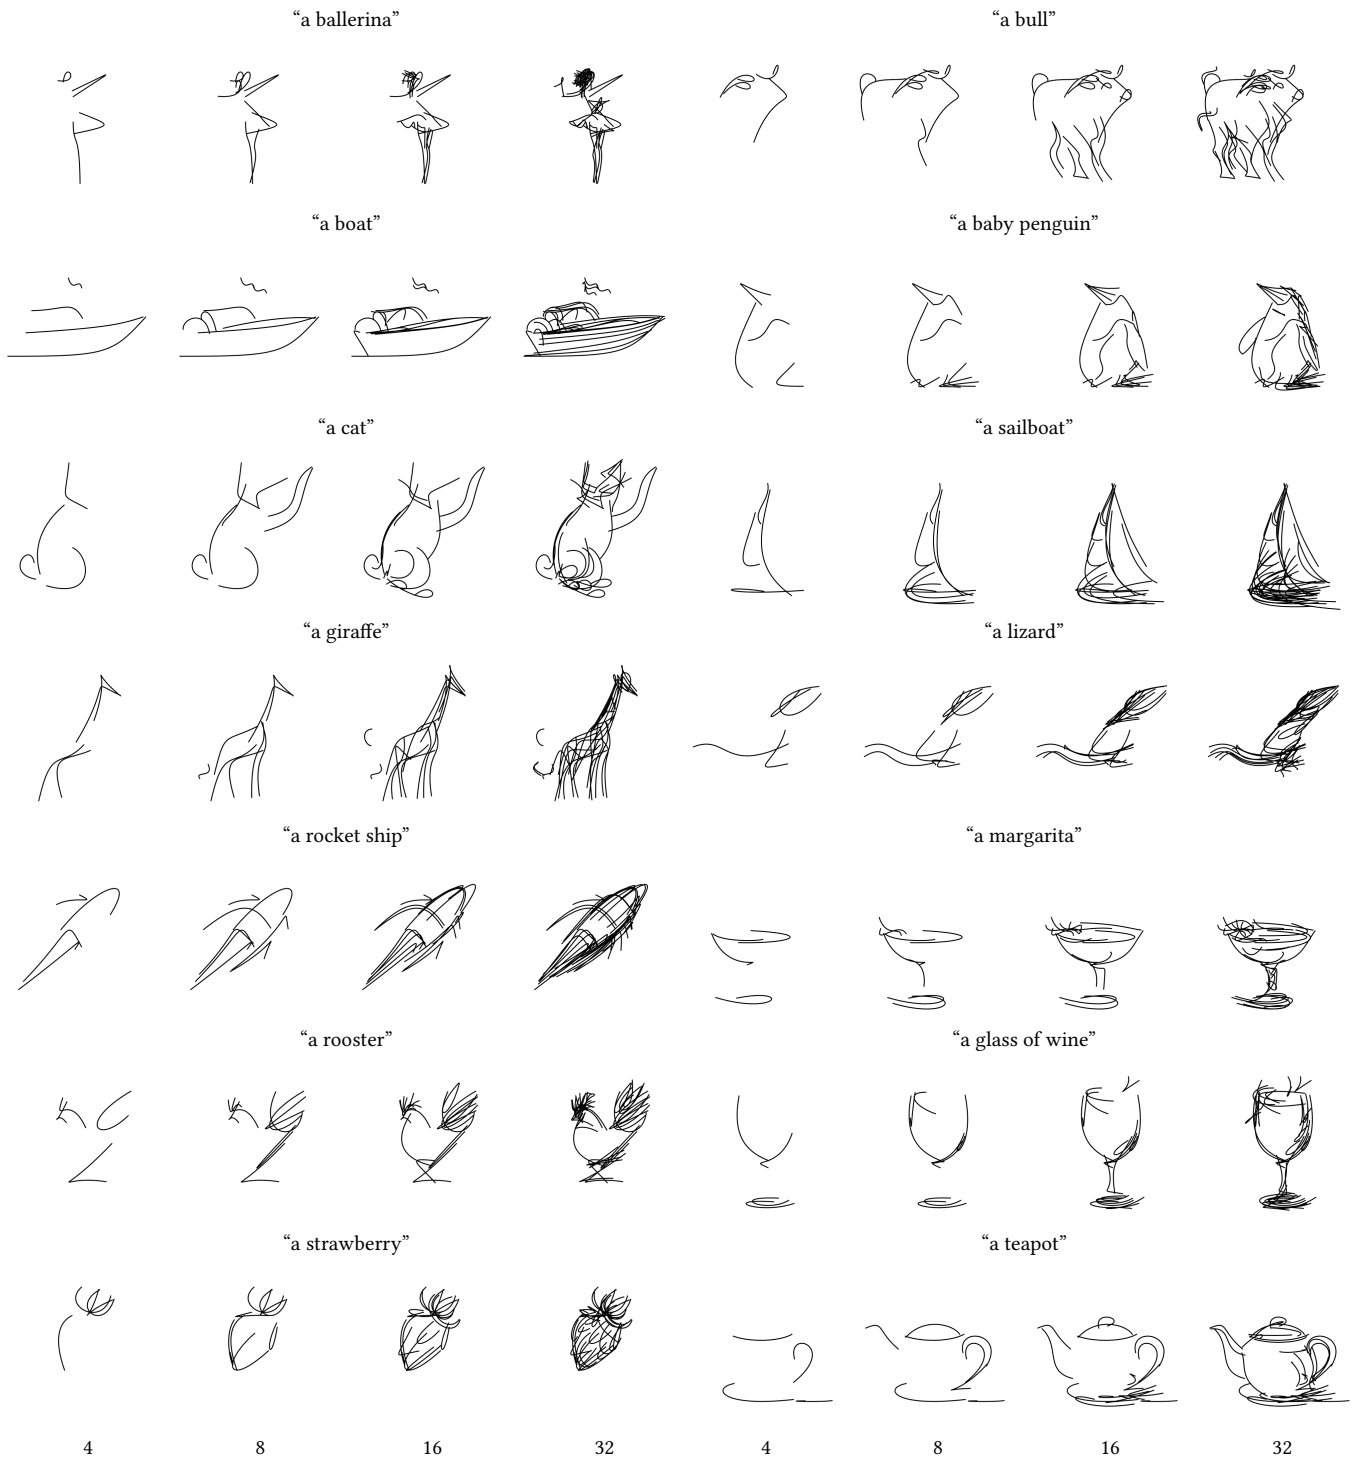 “a ballerina”
“a bull”
“a boat”
“a baby penguin”
“a cat”
“a sailboat”
“a giraffe”
“a lizard”
“a rocket ship”
“a margarita”
“a rooster”
“a glass of wine”
“a strawberry”
“a teapot”
4 8 16 32 4 8 16 32